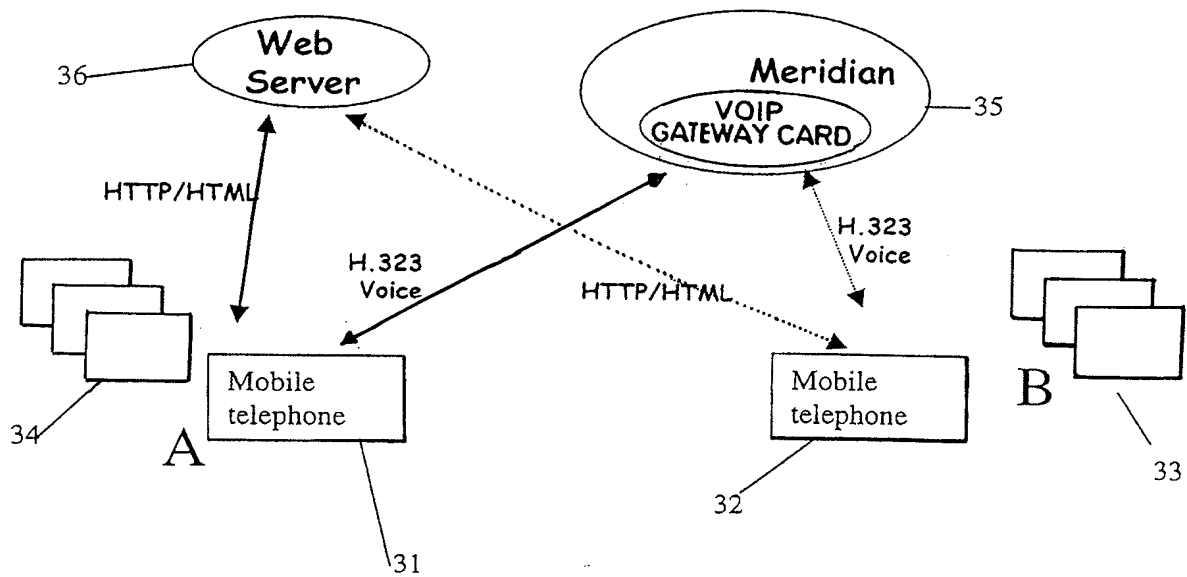 Web
Server
36
Meridian
VOIP
GATEWAY CARD
35
HTTP/HTML
H.323
Voice
H.323
Voice
HTTP/HTML
Mobile
telephone
Mobile
telephone
34
A
B
33
32
31